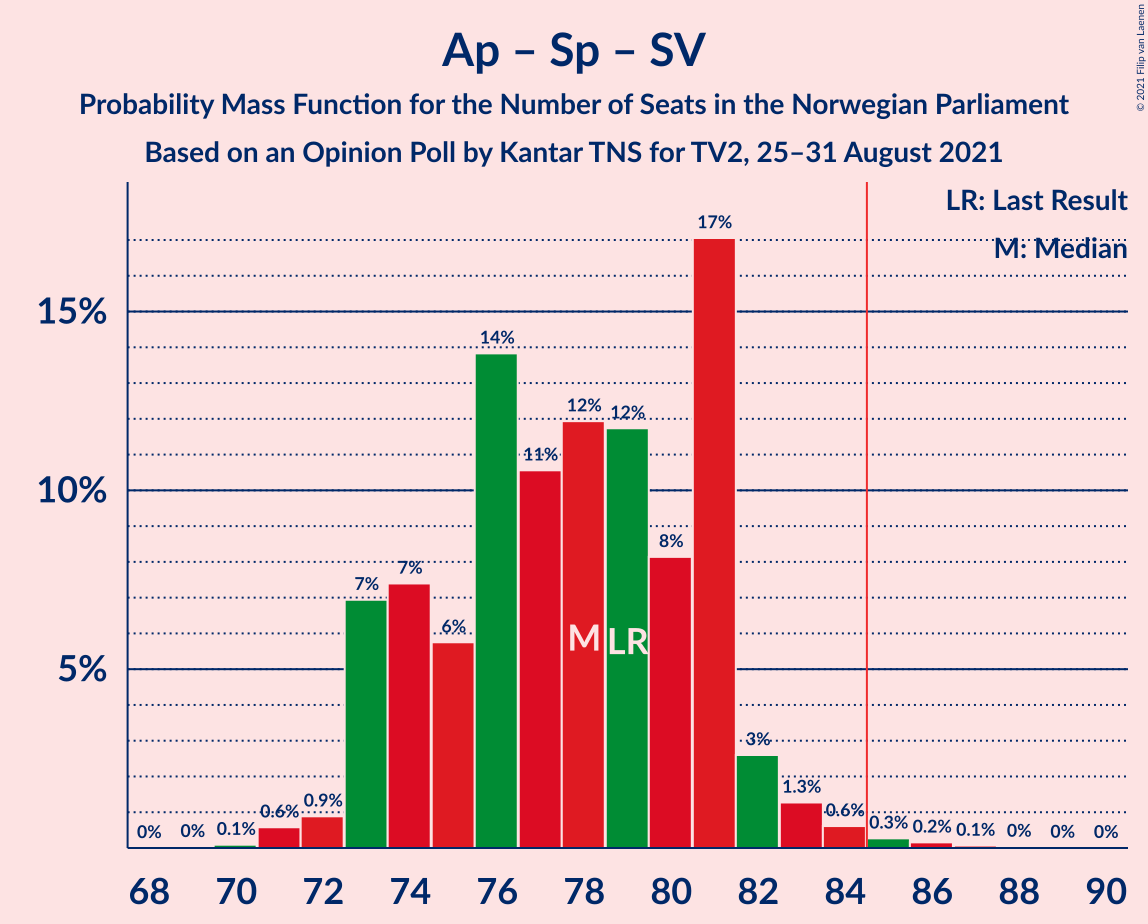 Ap – Sp – SV
Probability Mass Function for the Number of Seats in the Norwegian Parliament
Based on an Opinion Poll by Kantar TNS for TV2, 25–31 August 2021
© 2021 Filip van Laenen
LR: Last Result
M: Median
15%
10%
5%
0%
0%
0.1%
0.6%
0.9%
7%
7%
6%
14%
11%
12%
12%
8%
17%
3%
1.3%
0.6%
0.3%
0.2%
0.1%
0%
0%
0%
M
LR
68 70 72 74 76 78 80 82 84 86 88 90